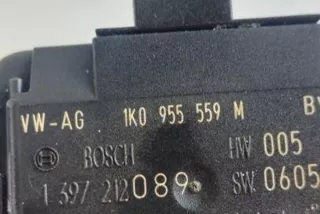 VW-AG 1K0 955 559 M
BOSCH HW 005
1 397 212 089 SW. 0605